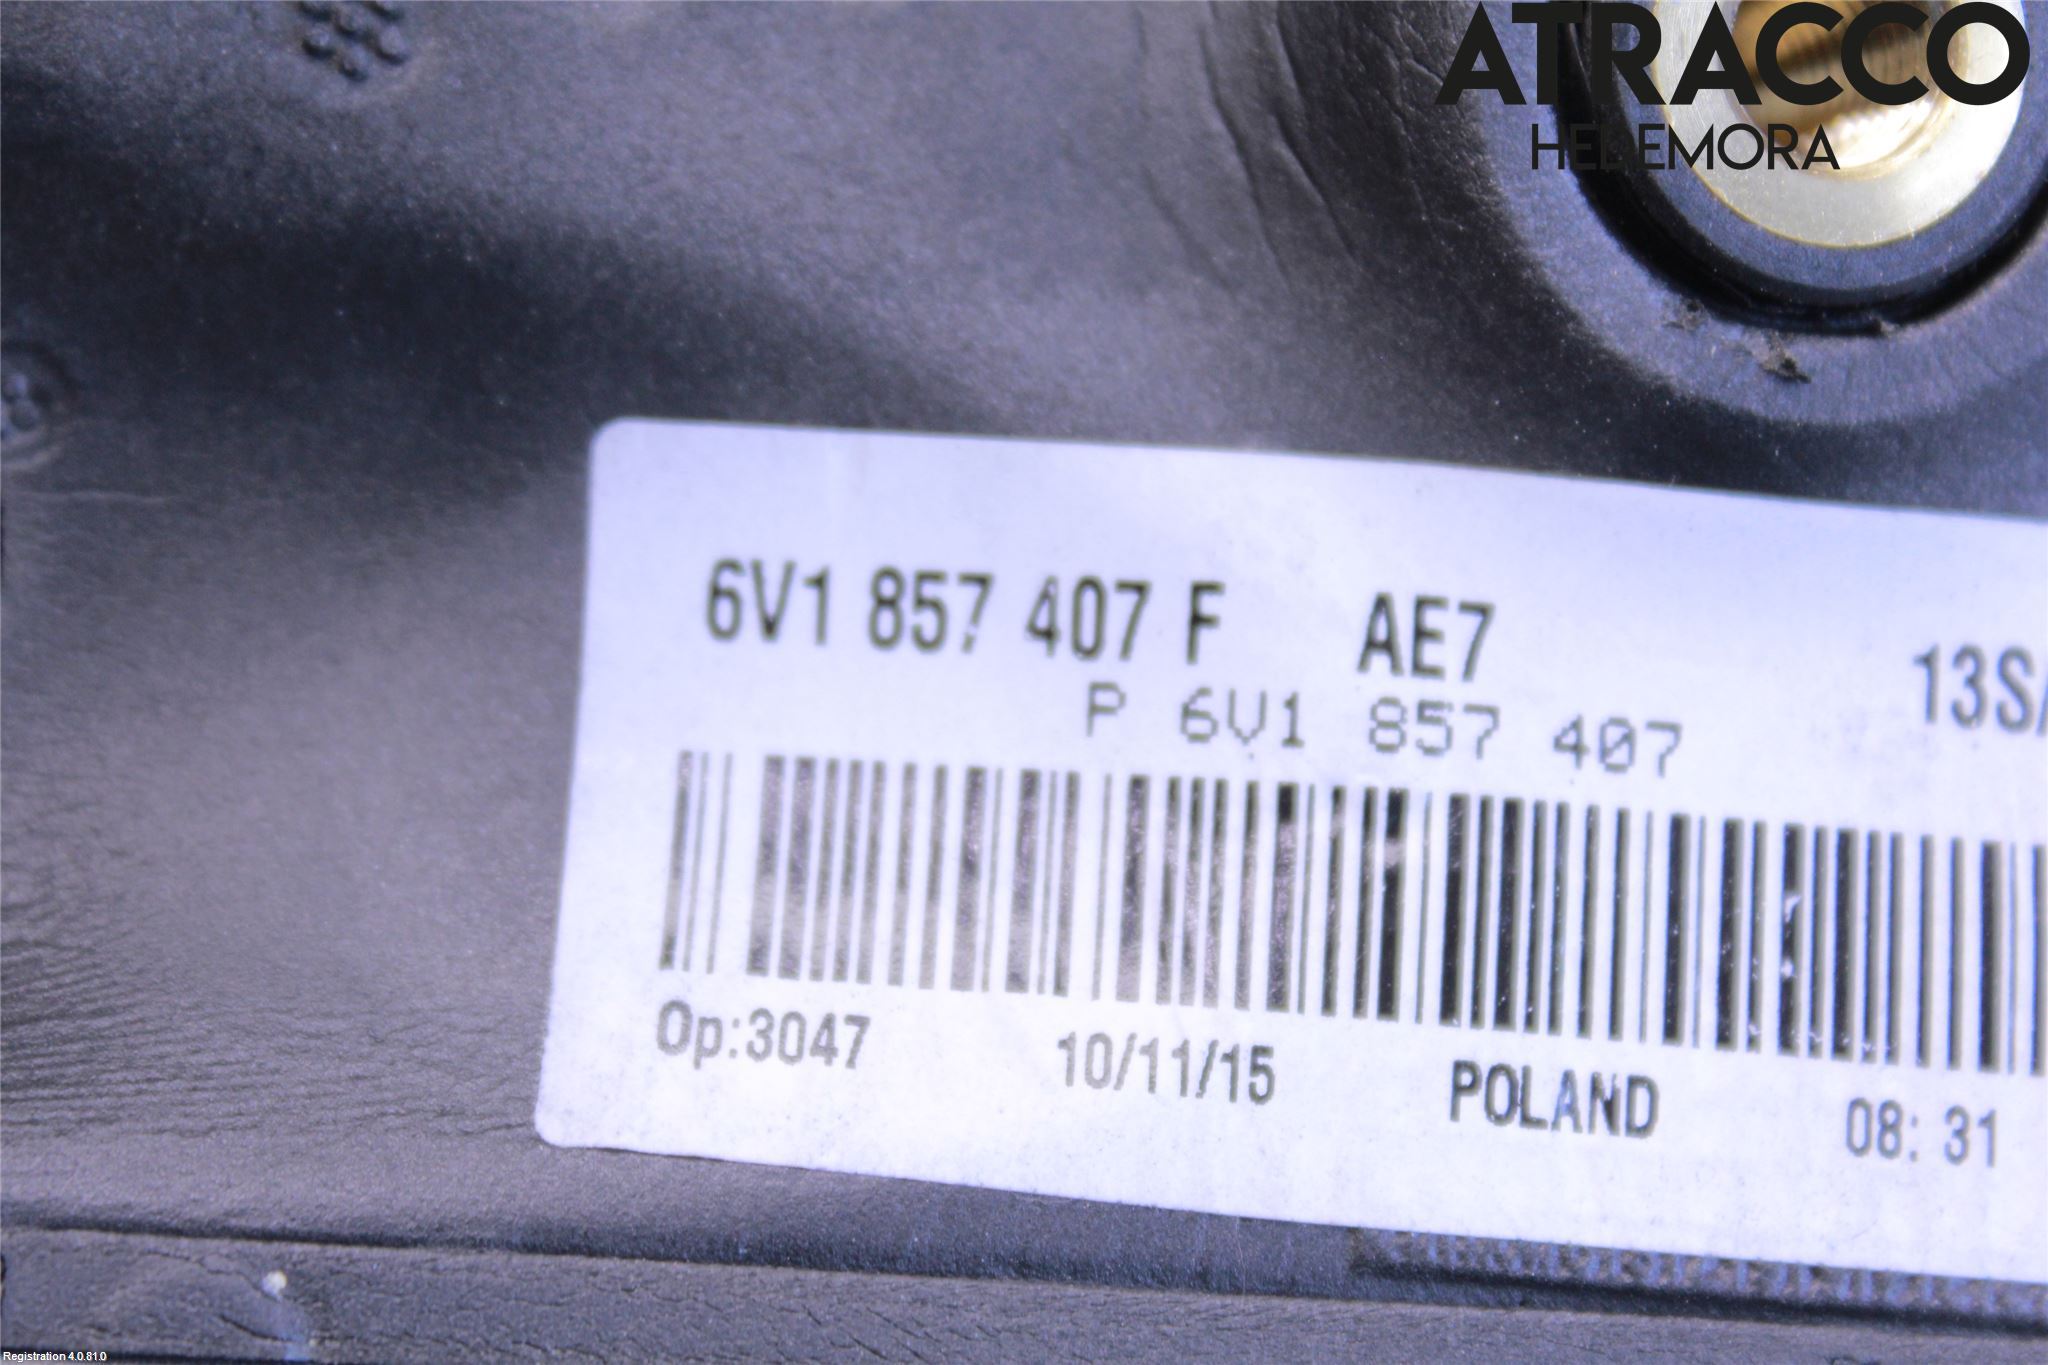 ATRACCO
HEDEMORA
6V1 857 407 F AE7 13S
P 6V1 857 407
Op:3047 10/11/15 POLAND 08:31
Registration 4.0.81.0